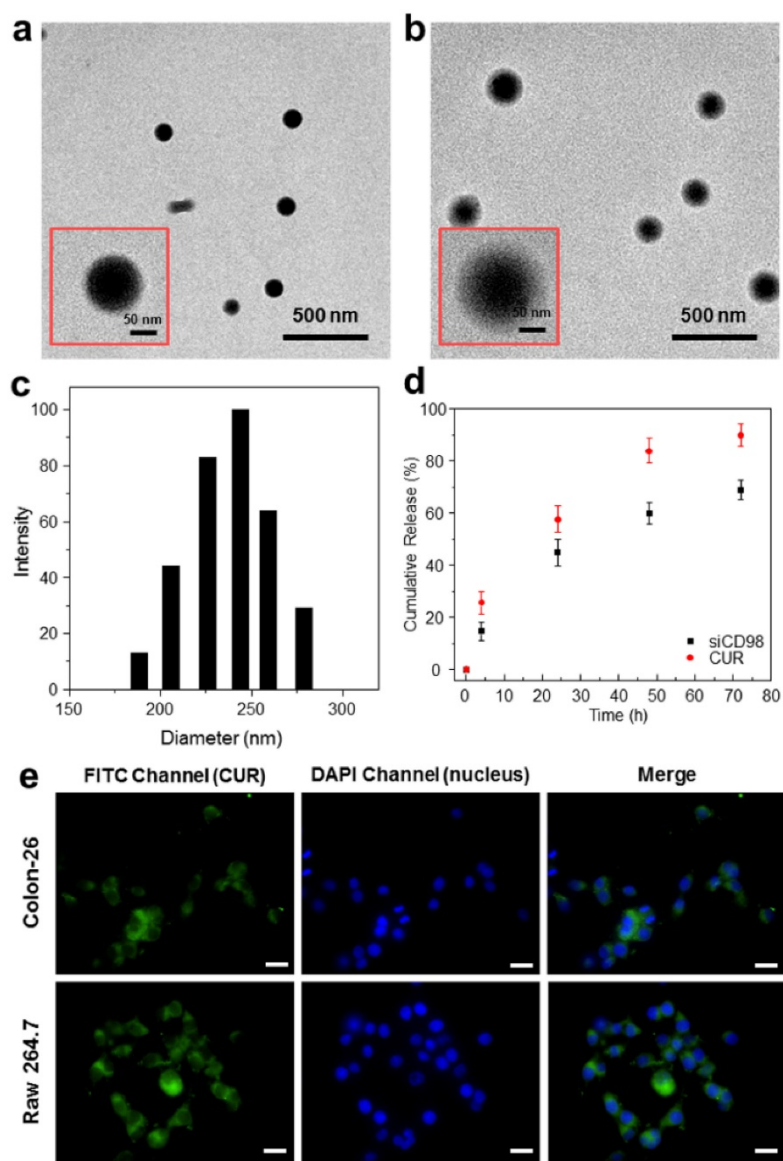 a
50 nm
500 nm
b
50 nm
500 nm
c
100
80
60
40
20
0
Intensity
150
200
250
300
Diameter (nm)
d
100
80
60
40
20
0
Cumulative Release (%)
siCD98
CUR
0
10
20
30
40
50
60
70
80
Time (h)
e
FITC Channel (CUR)
DAPI Channel (nucleus)
Merge
Colon-26
Raw 264.7